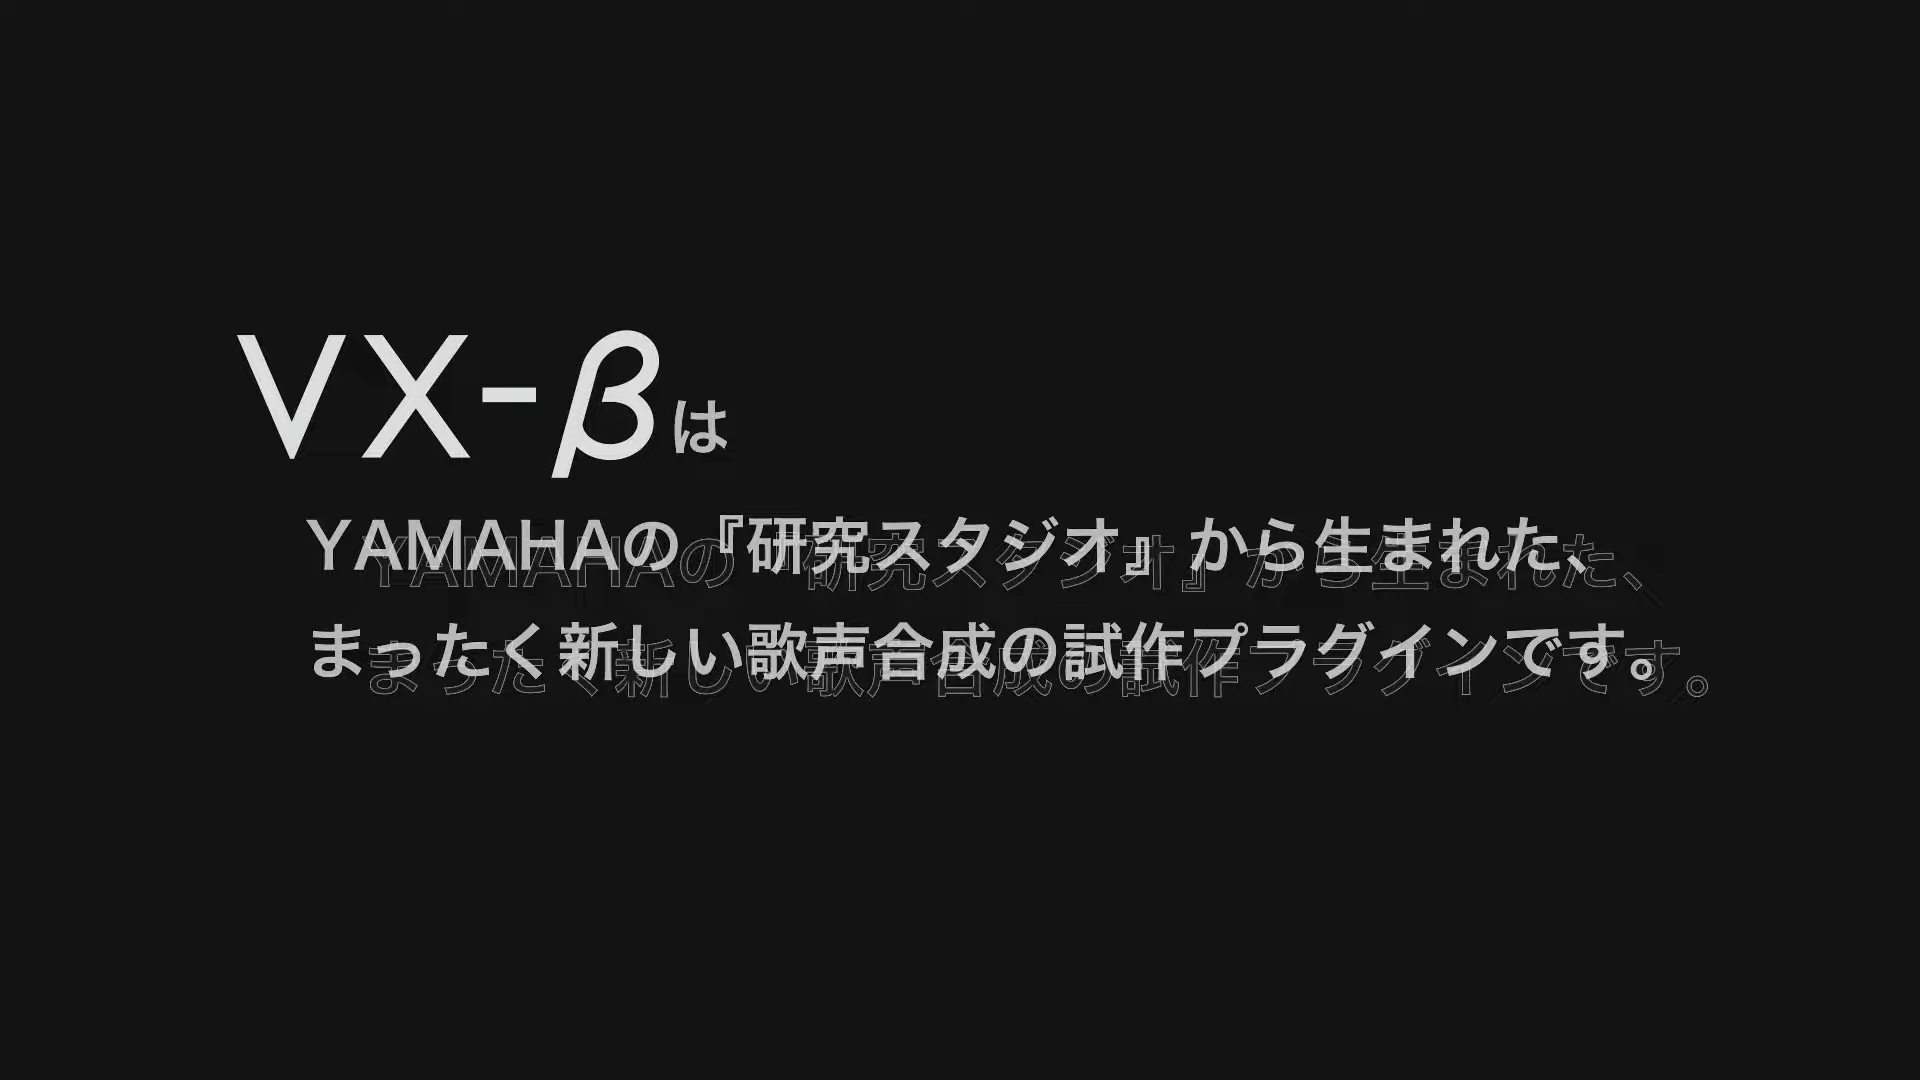 VX-βは
YAMAHAの『研究スタジオ』から生まれた、
まったく新しい歌声合成の試作プラグインです。